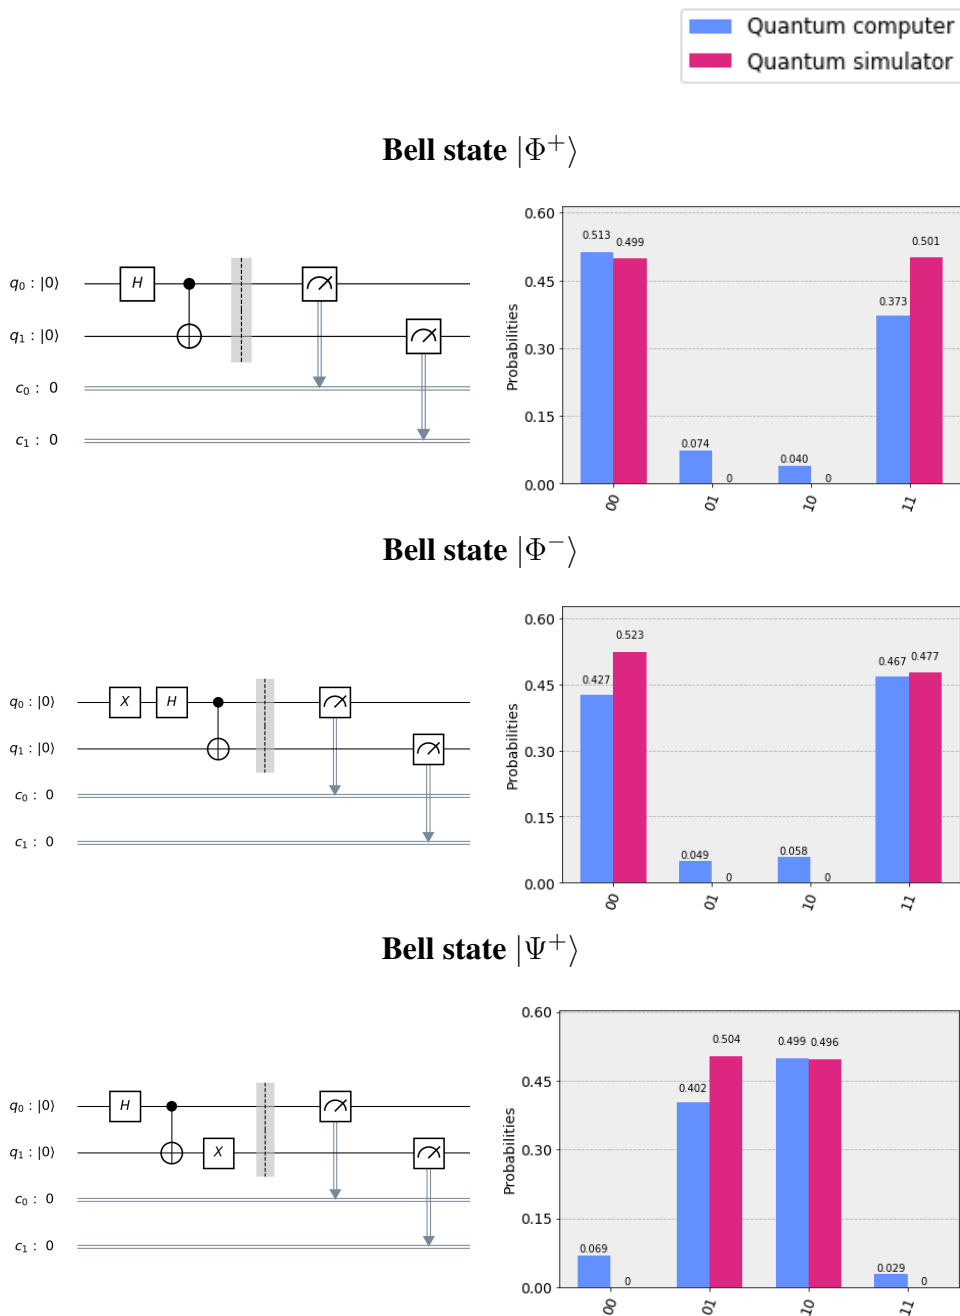 Quantum computer
Quantum simulator
Bell state |Φ⁺⟩
q₀ : |0⟩
H
q₁ : |0⟩
c₀ : 0
c₁ : 0
Probabilities
0.60
0.45
0.30
0.15
0.00
0.513
0.499
0.074
0
0.040
0
0.373
0.501
00
01
10
11
Bell state |Φ⁻⟩
q₀ : |0⟩
X
H
q₁ : |0⟩
c₀ : 0
c₁ : 0
Probabilities
0.60
0.45
0.30
0.15
0.00
0.427
0.523
0.049
0
0.058
0
0.467
0.477
00
01
10
11
Bell state |Ψ⁺⟩
q₀ : |0⟩
H
q₁ : |0⟩
X
c₀ : 0
c₁ : 0
Probabilities
0.60
0.45
0.30
0.15
0.00
0.069
0
0.402
0.504
0.499
0.496
0.029
0
00
01
10
11